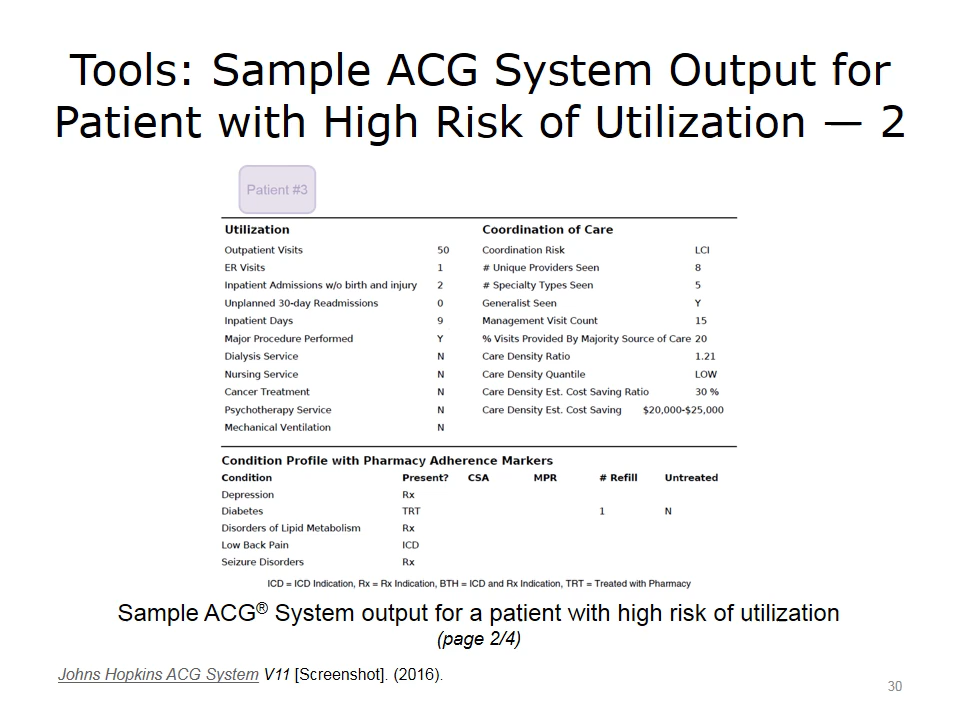 Tools: Sample ACG System Output for
Patient with High Risk of Utilization — 2
Patient #3
Utilization
Outpatient Visits 50
ER Visits 1
Inpatient Admissions w/o birth and injury 2
Unplanned 30-day Readmissions 0
Inpatient Days 9
Major Procedure Performed Y
Dialysis Service N
Nursing Service N
Cancer Treatment N
Psychotherapy Service N
Mechanical Ventilation N
Coordination of Care
Coordination Risk LCI
# Unique Providers Seen 8
# Specialty Types Seen 5
Generalist Seen Y
Management Visit Count 15
% Visits Provided By Majority Source of Care 20
Care Density Ratio 1.21
Care Density Quantile LOW
Care Density Est. Cost Saving Ratio 30 %
Care Density Est. Cost Saving $20,000-$25,000
Condition Profile with Pharmacy Adherence Markers
Condition Present? CSA MPR # Refill Untreated
Depression Rx
Diabetes TRT 1 N
Disorders of Lipid Metabolism Rx
Low Back Pain ICD
Seizure Disorders Rx
ICD = ICD Indication, Rx = Rx Indication, BTH = ICD and Rx Indication, TRT = Treated with Pharmacy
Sample ACG® System output for a patient with high risk of utilization
(page 2/4)
Johns Hopkins ACG System V11 [Screenshot]. (2016).
30